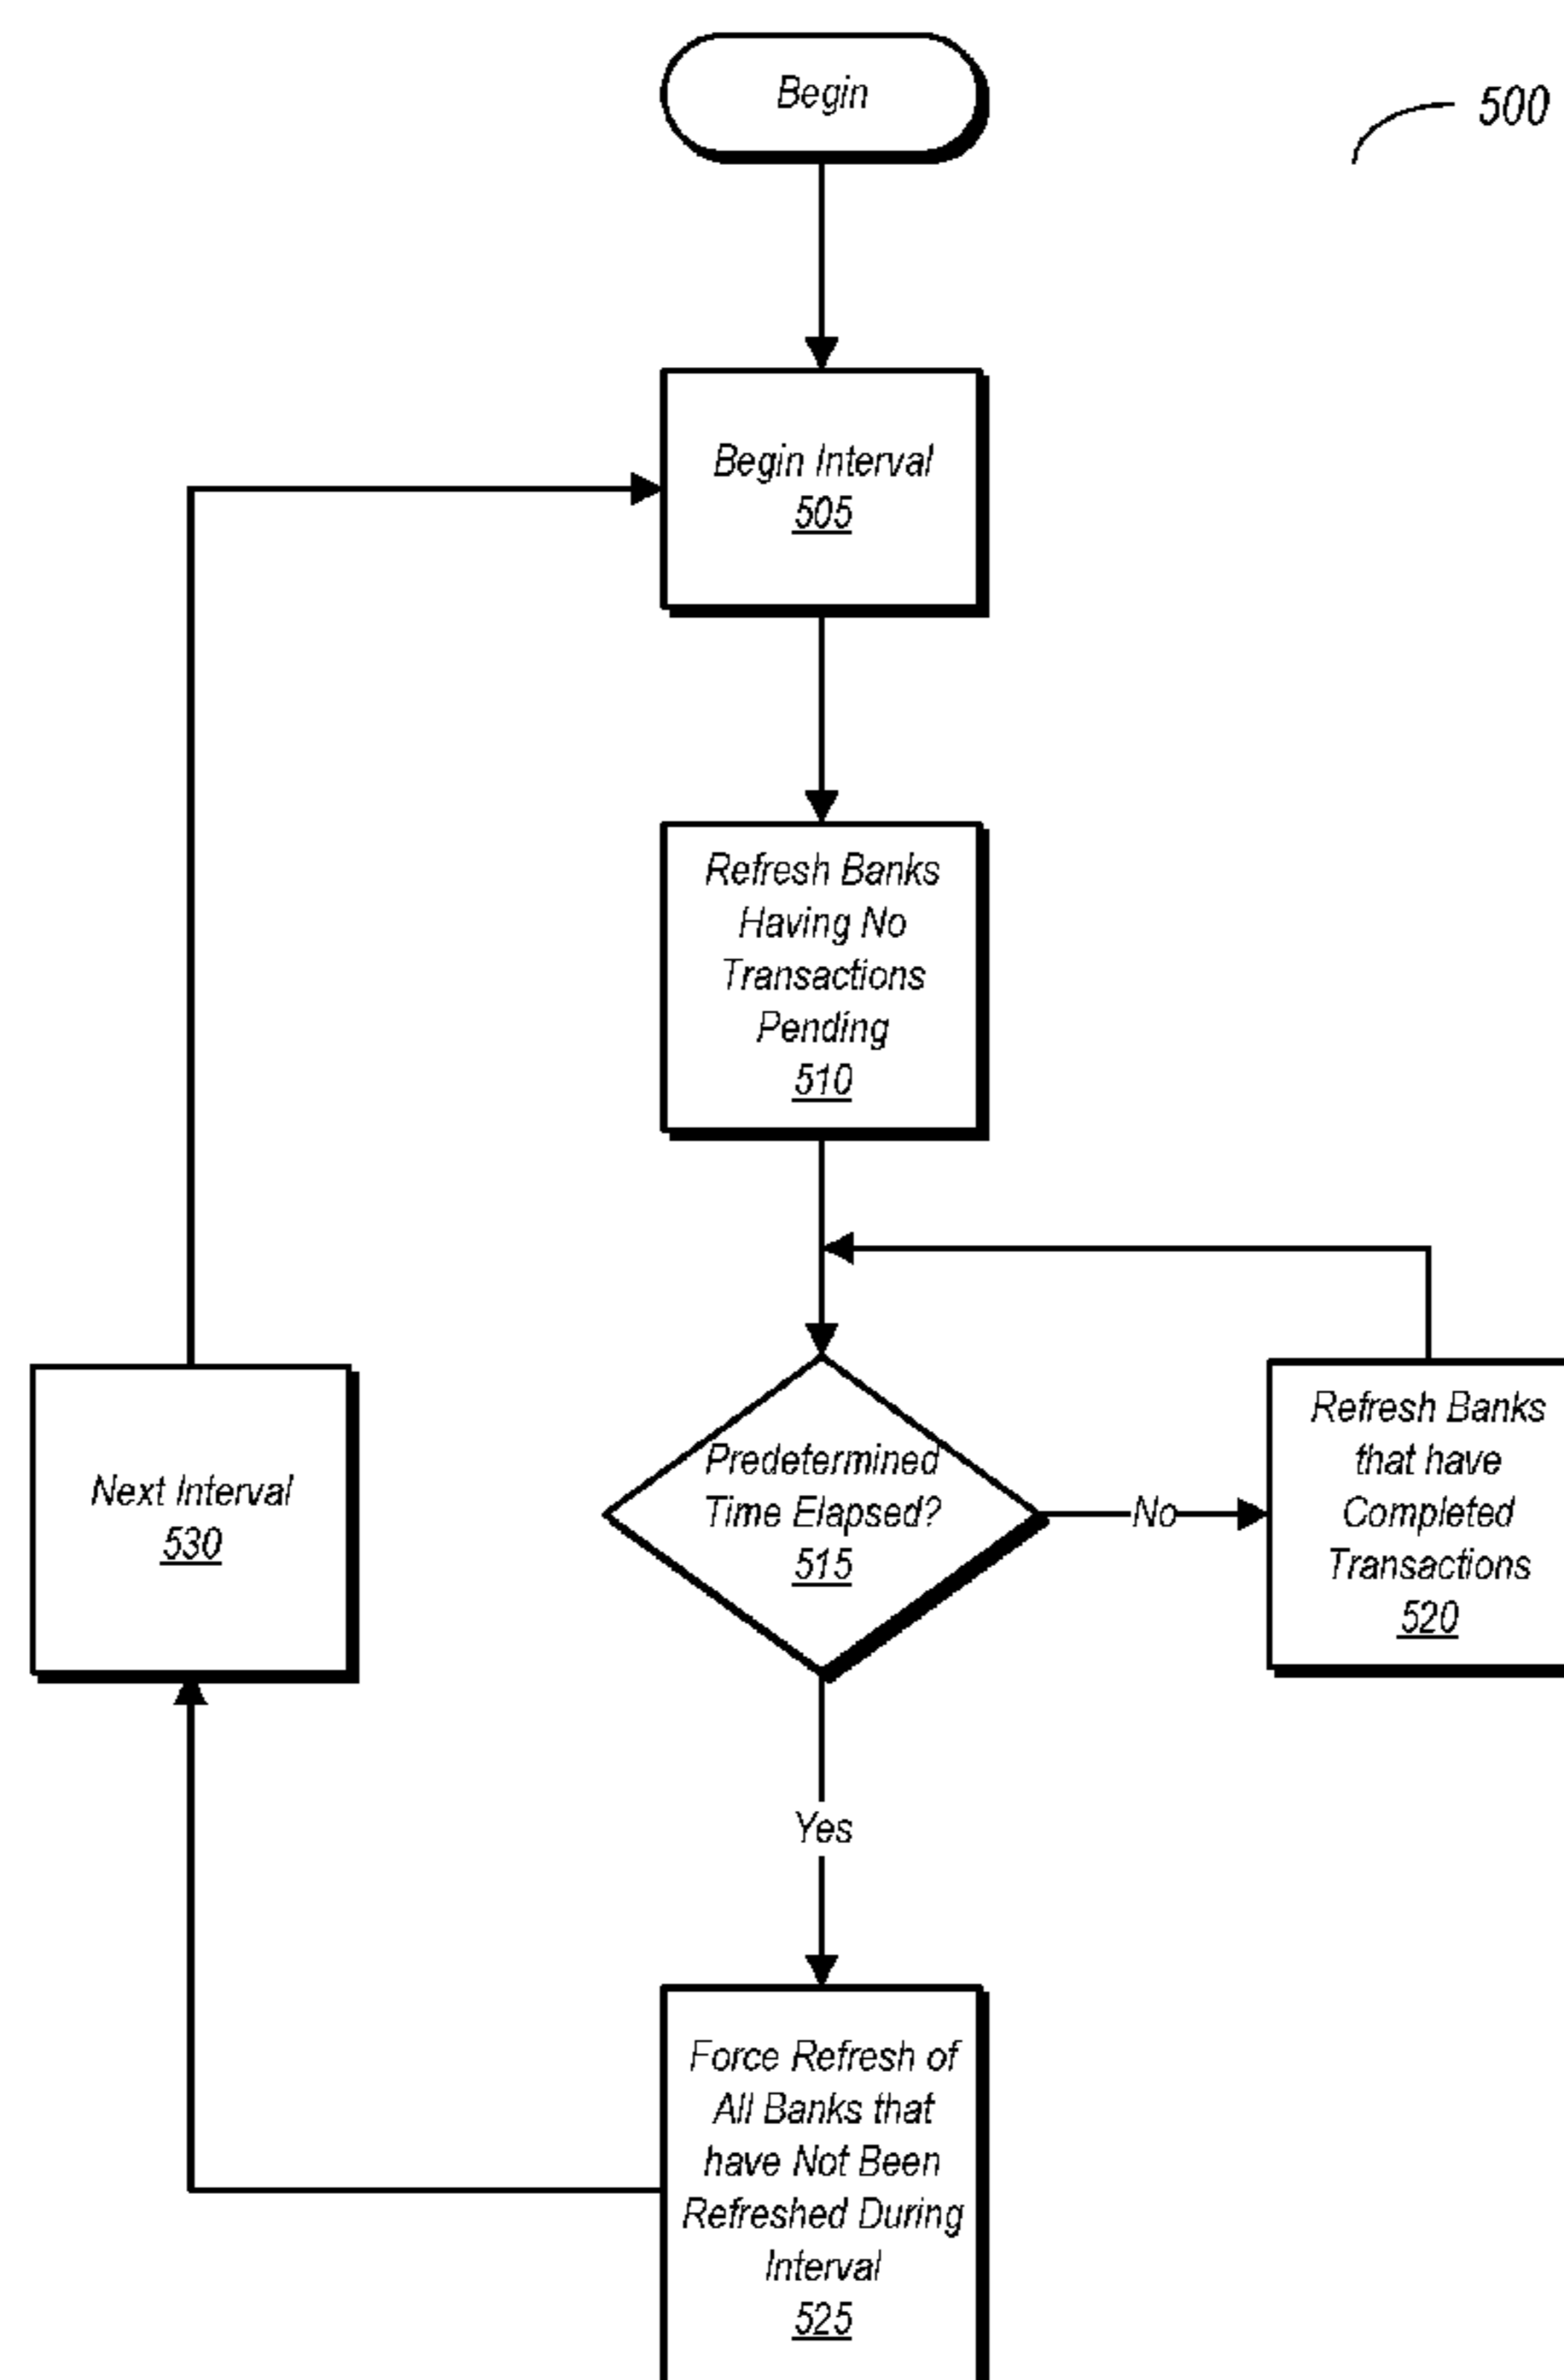 Begin
500
Begin Interval
505
Refresh Banks
Having No
Transactions
Pending
510
Predetermined
Time Elapsed?
515
No
Refresh Banks
that have
Completed
Transactions
520
Next Interval
530
Yes
Force Refresh of
All Banks that
have Not Been
Refreshed During
Interval
525